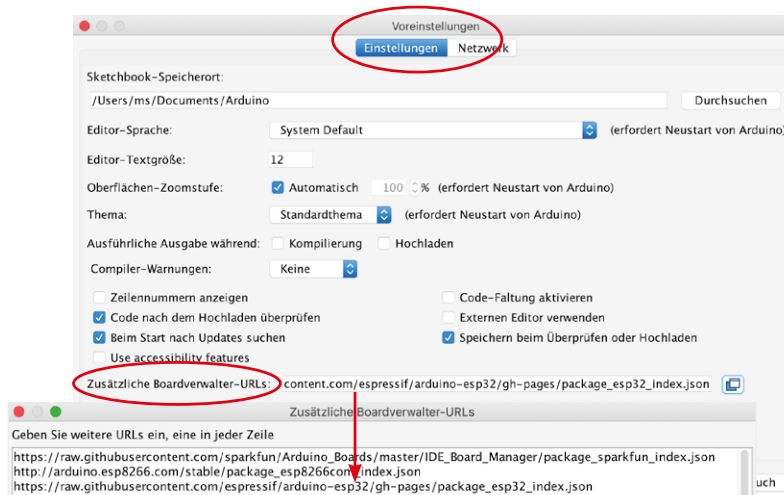 Voreinstellungen
Einstellungen Netzwerk
Sketchbook-Speicherort:
/Users/ms/Documents/Arduino Durchsuchen
Editor-Sprache: System Default (erfordert Neustart von Arduino)
Editor-Textgröße: 12
Oberflächen-Zoomstufe: Automatisch 100 % (erfordert Neustart von Arduino)
Thema: Standardthema (erfordert Neustart von Arduino)
Ausführliche Ausgabe während: Kompilierung Hochladen
Compiler-Warnungen: Keine
Zeilennummern anzeigen Code-Faltung aktivieren
Code nach dem Hochladen überprüfen Externen Editor verwenden
Beim Start nach Updates suchen Speichern beim Überprüfen oder Hochladen
Use accessibility features
Zusätzliche Boardverwalter-URLs: content.com/espressif/arduino-esp32/gh-pages/package_esp32_index.json
Zusätzliche Boardverwalter-URLs
Geben Sie weitere URLs ein, eine in jeder Zeile
https://raw.githubusercontent.com/sparkfun/Arduino_Boards/master/IDE_Board_Manager/package_sparkfun_index.json
http://arduino.esp8266.com/stable/package_esp8266com_index.json
https://raw.githubusercontent.com/espressif/arduino-esp32/gh-pages/package_esp32_index.json
uch